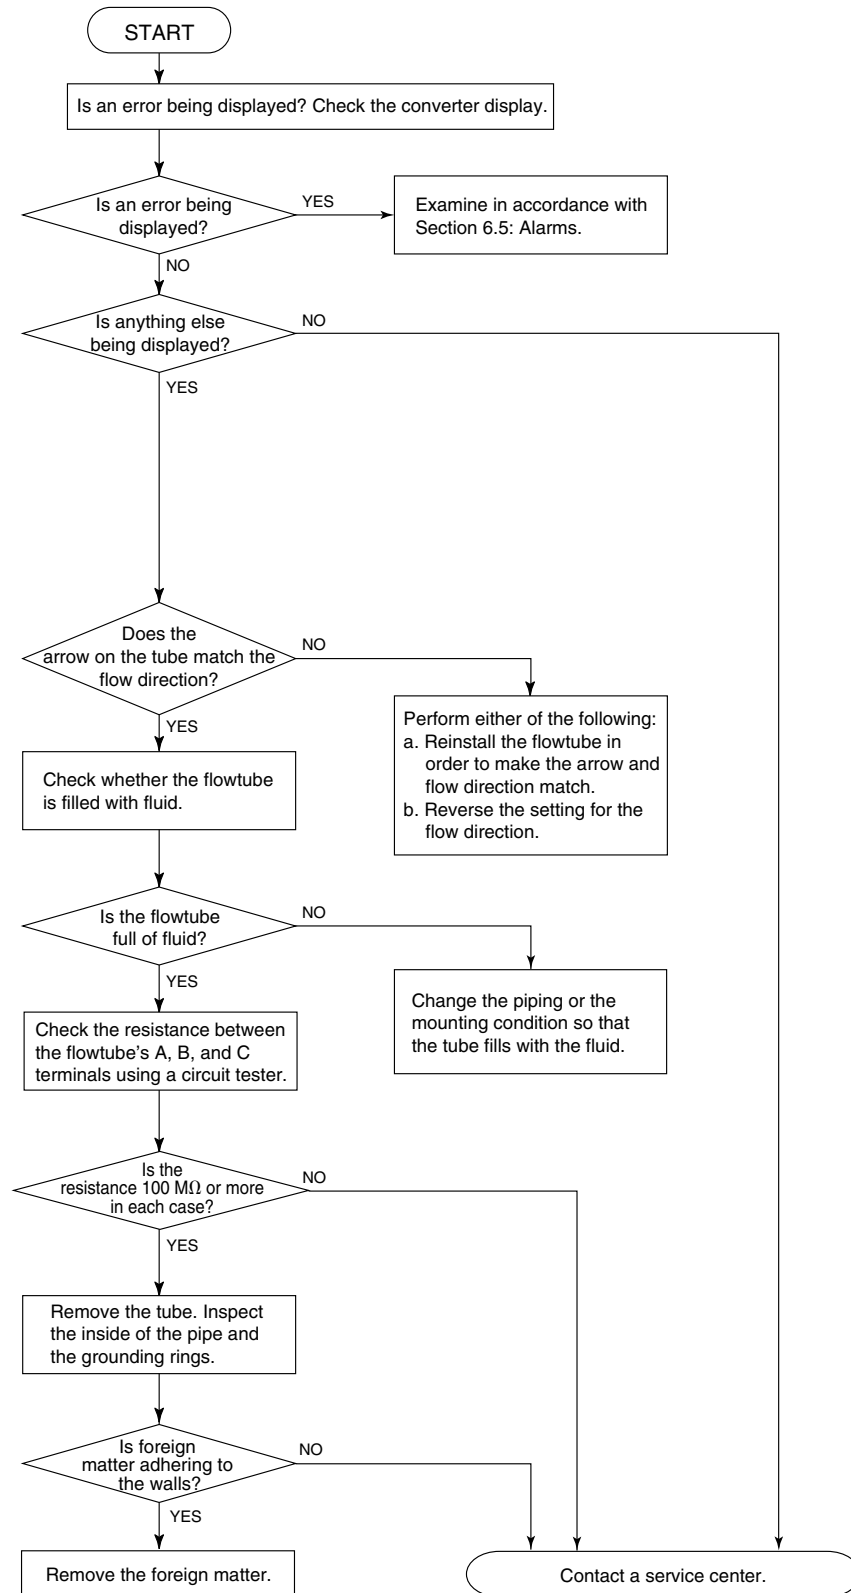 START
Is an error being displayed? Check the converter display.
Is an error being
displayed?
YES
Examine in accordance with
Section 6.5: Alarms.
NO
Is anything else
being displayed?
NO
YES
Does the
arrow on the tube match the
flow direction?
NO
YES
Perform either of the following:
a. Reinstall the flowtube in
order to make the arrow and
flow direction match.
b. Reverse the setting for the
flow direction.
Check whether the flowtube
is filled with fluid.
Is the flowtube
full of fluid?
NO
YES
Change the piping or the
mounting condition so that
the tube fills with the fluid.
Check the resistance between
the flowtube’s A, B, and C
terminals using a circuit tester.
Is the
resistance 100 MΩ or more
in each case?
NO
YES
Remove the tube. Inspect
the inside of the pipe and
the grounding rings.
Is foreign
matter adhering to
the walls?
NO
YES
Remove the foreign matter.
Contact a service center.